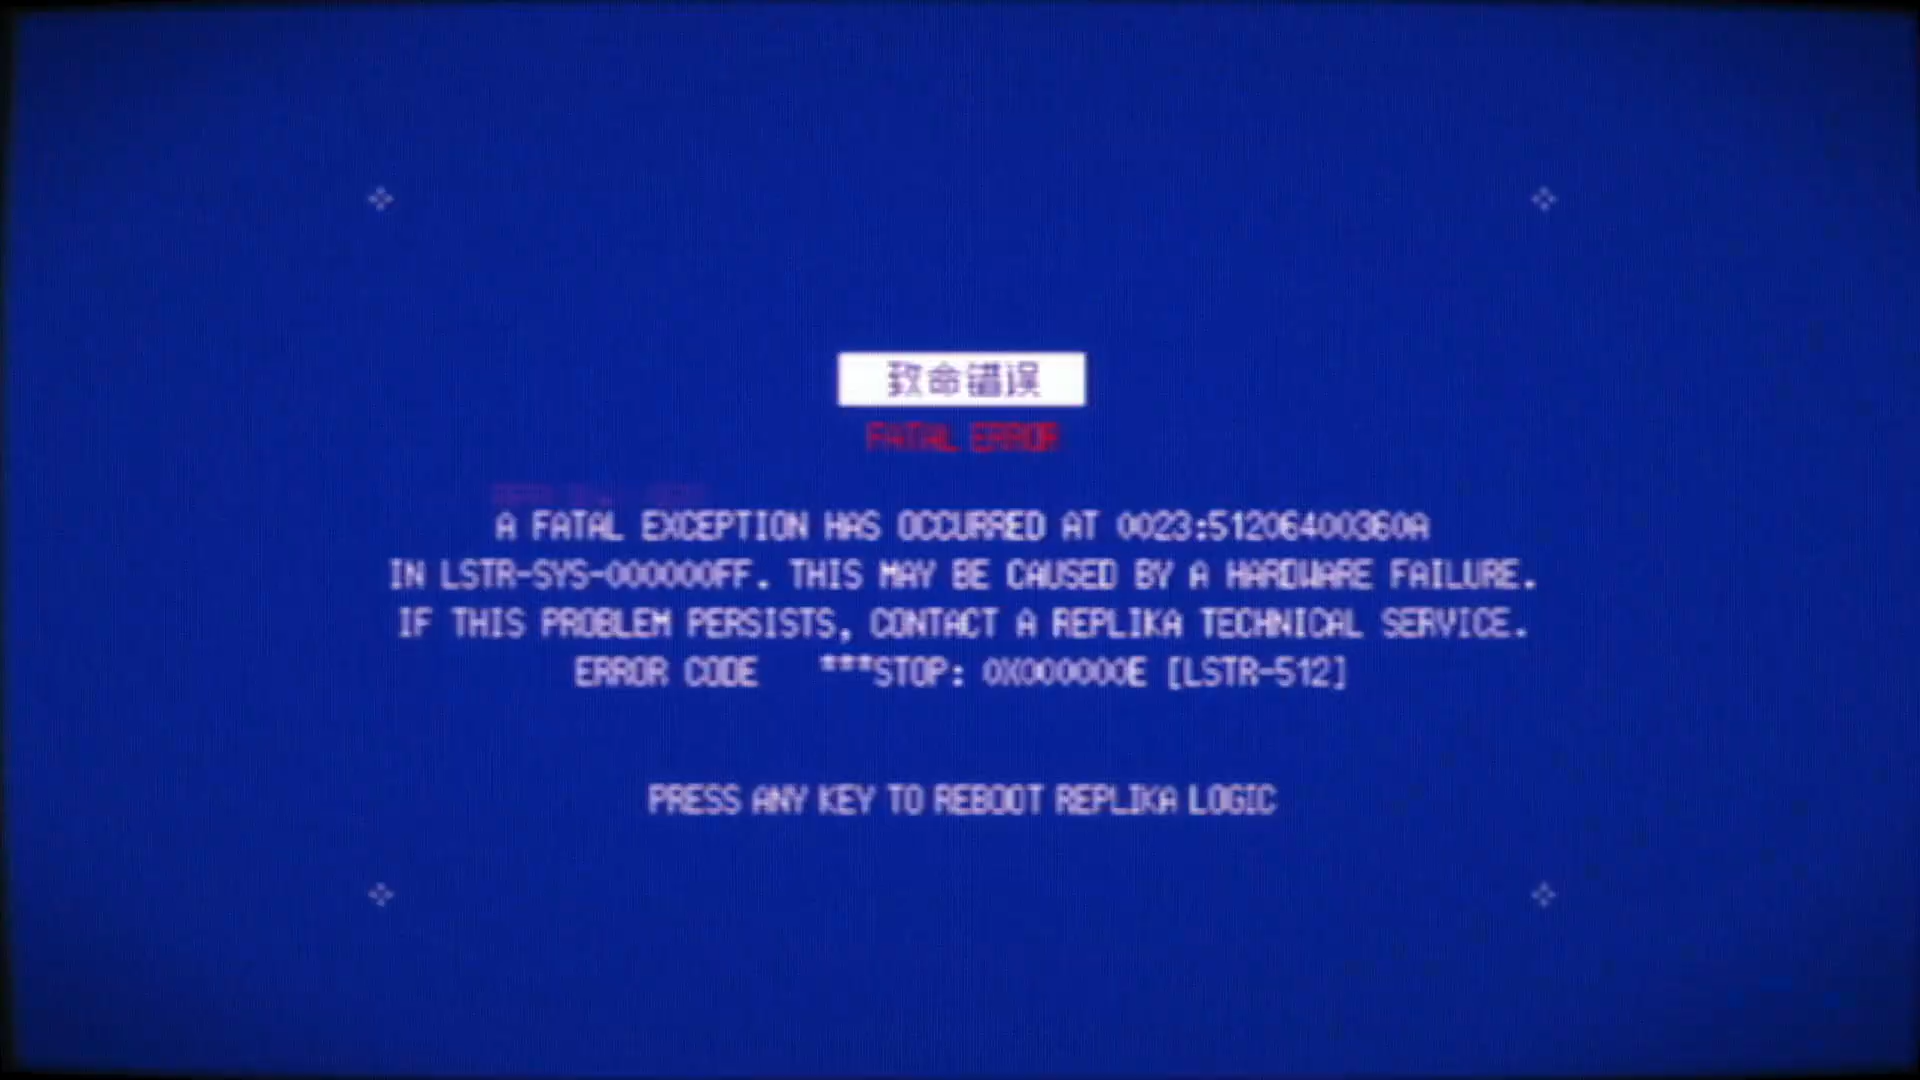 致命错误
FATAL ERROR
A FATAL EXCEPTION HAS OCCURRED AT 0023:51206400360A
IN LSTR-SYS-000000FF. THIS MAY BE CAUSED BY A HARDWARE FAILURE.
IF THIS PROBLEM PERSISTS, CONTACT A REPLIKA TECHNICAL SERVICE.
ERROR CODE ***STOP: 0X000000E [LSTR-512]
PRESS ANY KEY TO REBOOT REPLIKA LOGIC